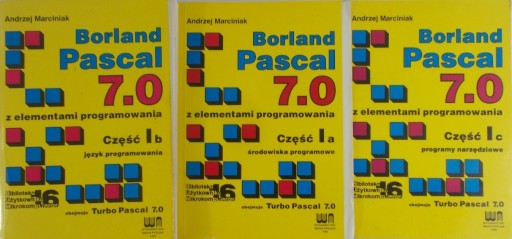 Andrzej Marciniak
Borland
Pascal
7.0
z elementami programowania
Część Ib
język programowania
Biblioteka
Użytkownika
Mikrokomputerów
16
obejmuje Turbo Pascal 7.0
Andrzej Marciniak
Borland
Pascal
7.0
z elementami programowania
Część Ia
środowiska programowe
Biblioteka
Użytkownika
Mikrokomputerów
16
obejmuje Turbo Pascal 7.0
Andrzej Marciniak
Borland
Pascal
7.0
z elementami programowania
Część Ic
programy narzędziowe
Biblioteka
Użytkownika
Mikrokomputerów
16
obejmuje Turbo Pascal 7.0